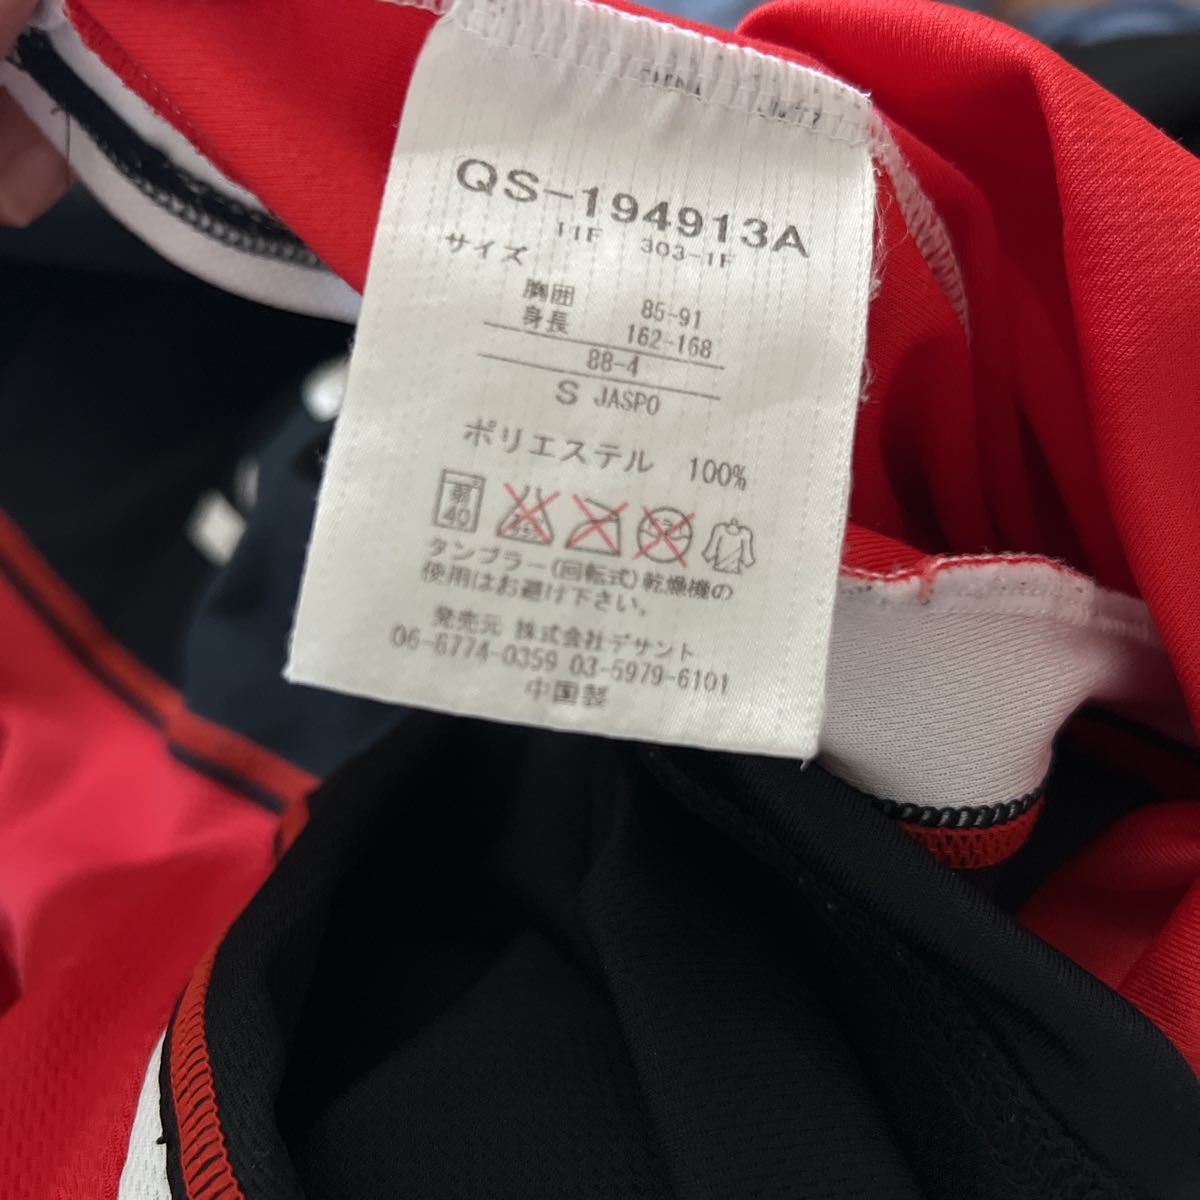 QS-194913A
11F 303-1F
サイズ
胸囲 85-91
身長 162-168
88-4
S JASPO
ポリエステル 100%
弱 40
タンブラー(回転式)乾燥機の
使用はお避け下さい。
発売元 株式会社デサント
06-6774-0359 03-5979-6101
中国製